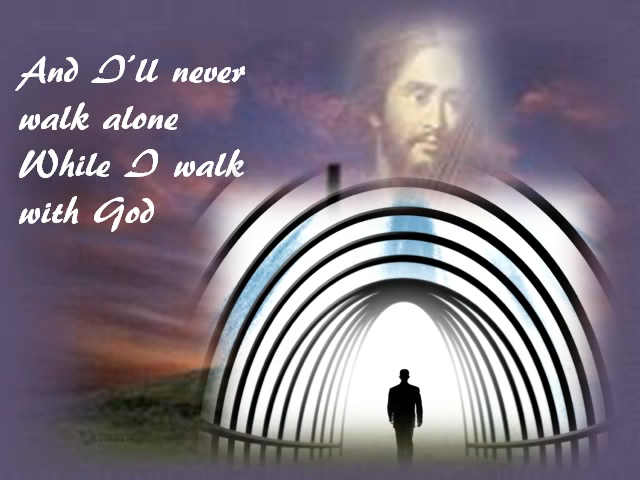 And I'll never
walk alone
While I walk
with God